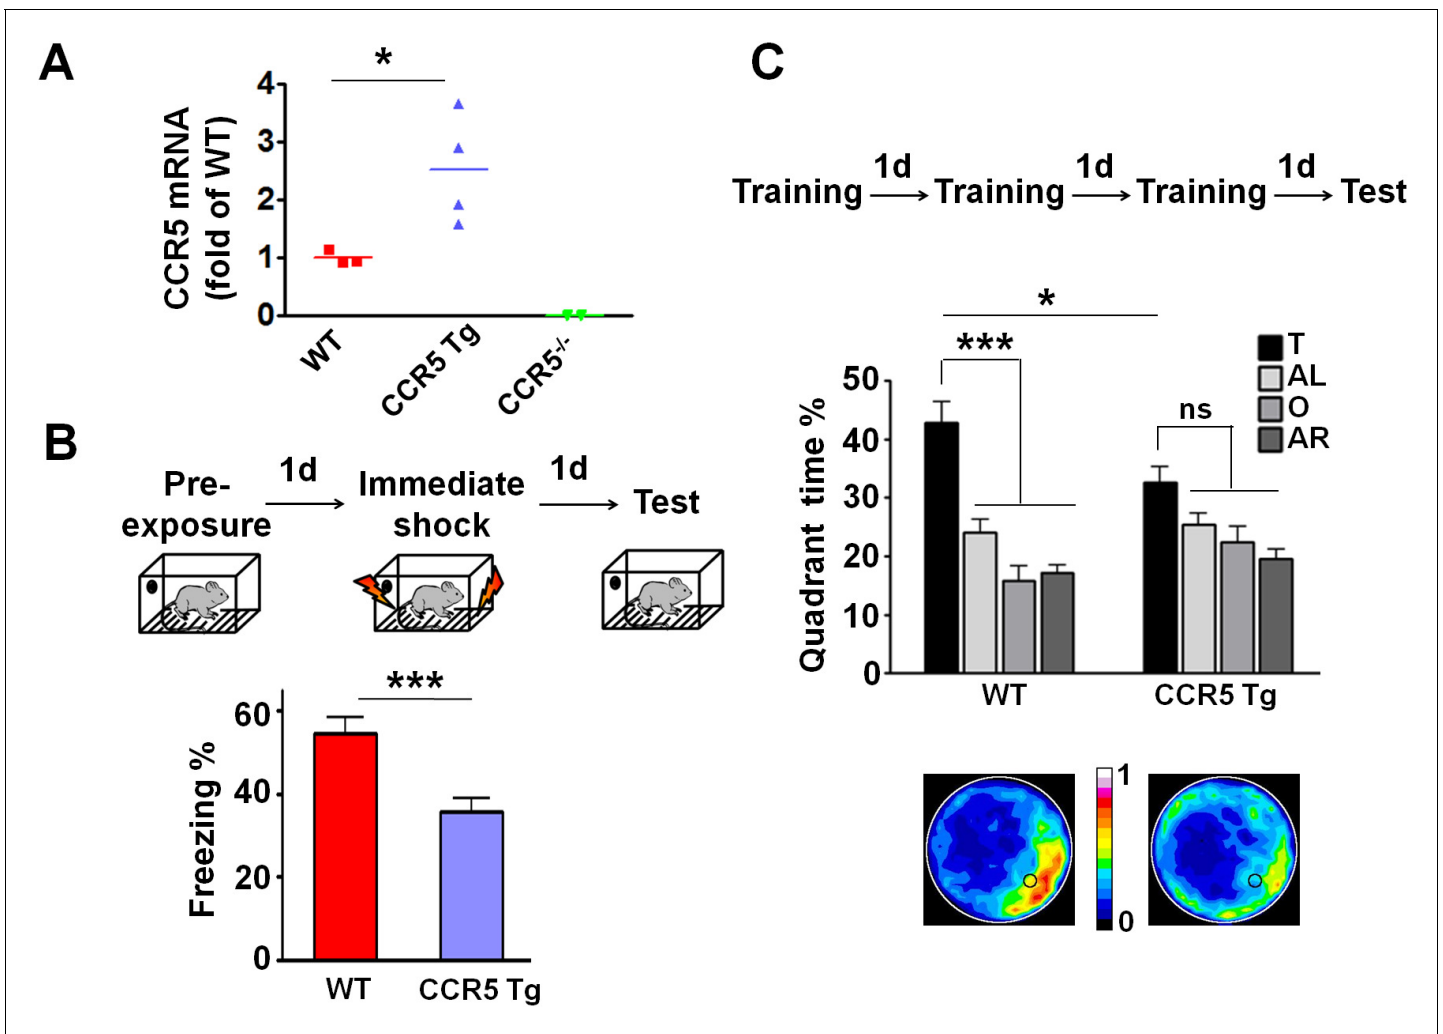 A
*
4
3
2
1
0
CCR5 mRNA
(fold of WT)
WT
CCR5 Tg
CCR5-/-
B
Pre-
exposure
1d
Immediate
shock
1d
Test
***
60
40
20
0
Freezing %
WT
CCR5 Tg
C
Training
1d
Training
1d
Training
1d
Test
*
***
ns
T
AL
O
AR
50
40
30
20
10
0
Quadrant time %
WT
CCR5 Tg
1
0